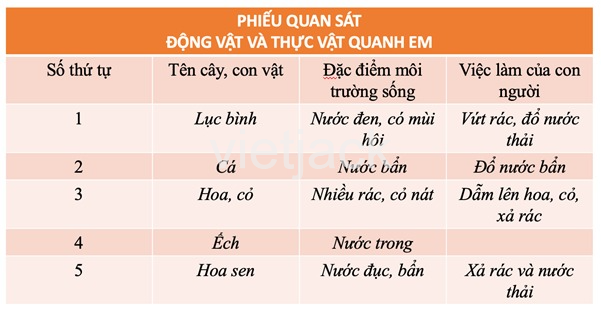 PHIẾU QUAN SÁT
ĐỘNG VẬT VÀ THỰC VẬT QUANH EM
Số thứ tự Tên cây, con vật Đặc điểm môi trường sống Việc làm của con người
1 Lục bình Nước đen, có mùi hôi Vứt rác, đổ nước thải
2 Cá Nước bẩn Đổ nước bẩn
3 Hoa, cỏ Nhiều rác, cỏ nát Dẫm lên hoa, cỏ, xả rác
4 Ếch Nước trong
5 Hoa sen Nước đục, bẩn Xả rác và nước thải
vietjack